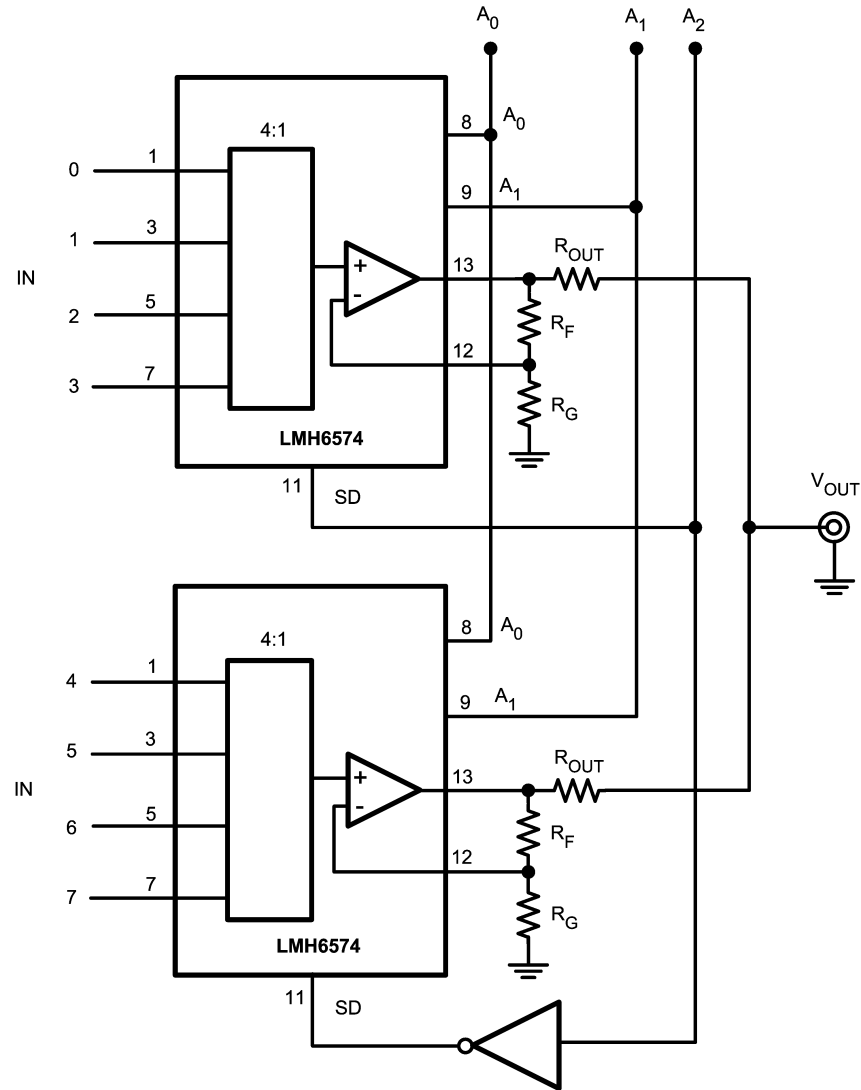 A0 A1 A2
4:1
8 A0
9 A1
0 1
1 3
IN
2 5
3 7
+
-
13
ROUT
RF
12
RG
LMH6574
11 SD
VOUT
4:1
8 A0
9 A1
4 1
5 3
IN
6 5
7 7
+
-
13
ROUT
RF
12
RG
LMH6574
11 SD